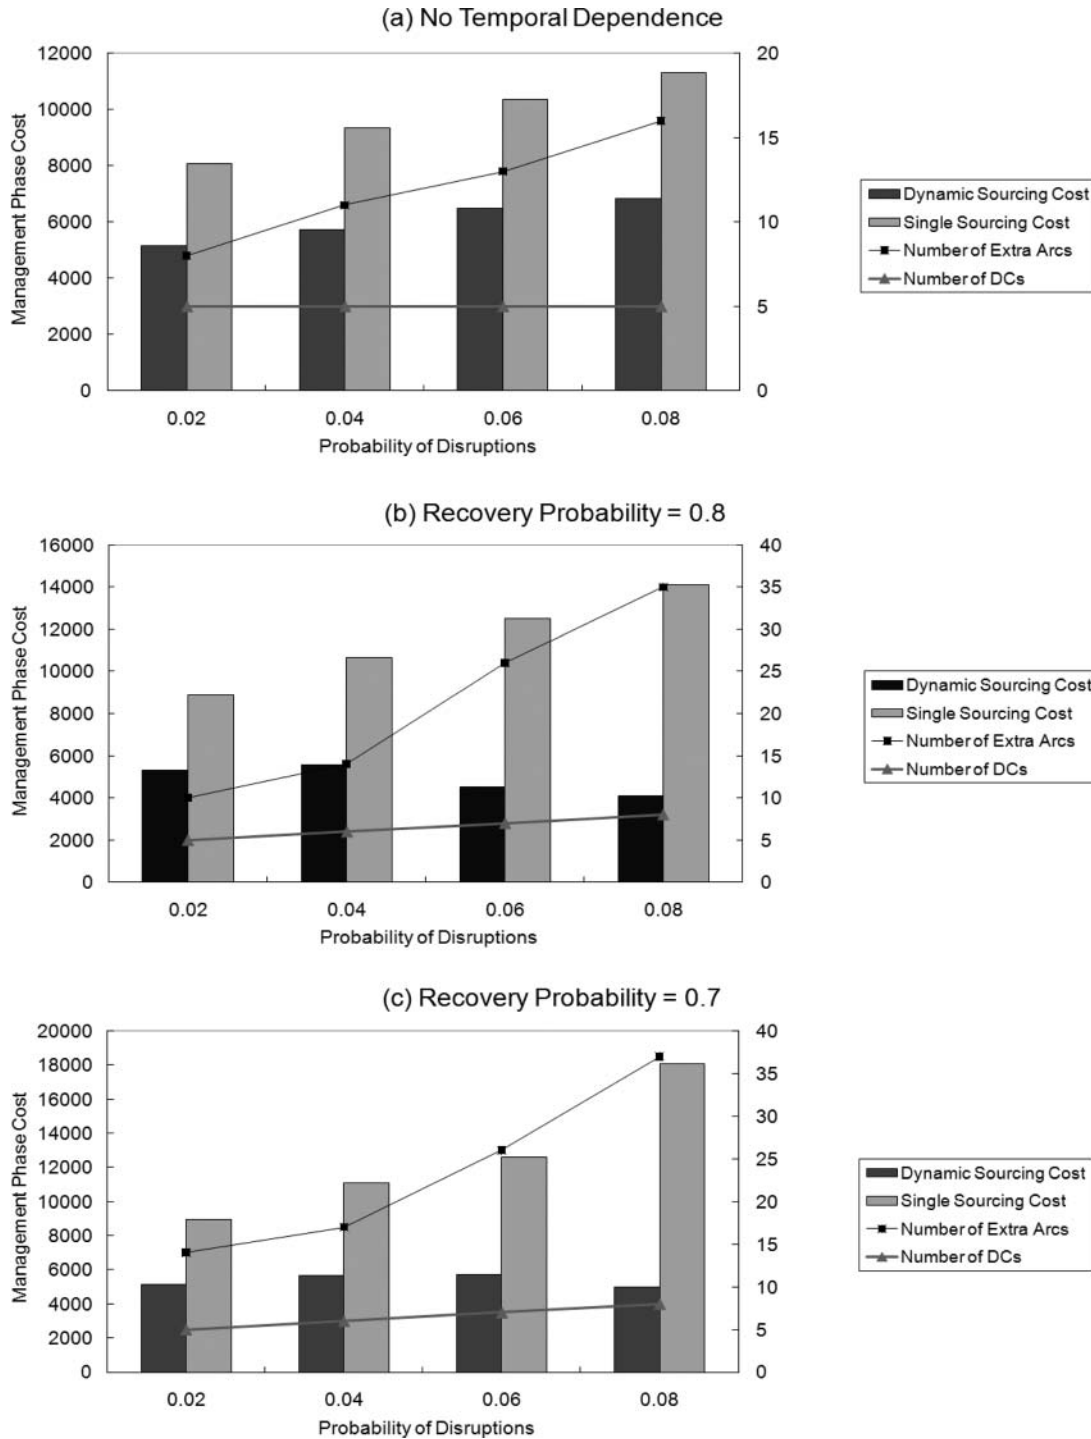 (a) No Temporal Dependence
12000
10000
8000
6000
4000
2000
0
Management Phase Cost
20
15
10
5
0
0.02 0.04 0.06 0.08
Probability of Disruptions
Dynamic Sourcing Cost
Single Sourcing Cost
Number of Extra Arcs
Number of DCs
(b) Recovery Probability = 0.8
16000
14000
12000
10000
8000
6000
4000
2000
0
Management Phase Cost
40
35
30
25
20
15
10
5
0
0.02 0.04 0.06 0.08
Probability of Disruptions
Dynamic Sourcing Cost
Single Sourcing Cost
Number of Extra Arcs
Number of DCs
(c) Recovery Probability = 0.7
20000
18000
16000
14000
12000
10000
8000
6000
4000
2000
0
Management Phase Cost
40
35
30
25
20
15
10
5
0
0.02 0.04 0.06 0.08
Probability of Disruptions
Dynamic Sourcing Cost
Single Sourcing Cost
Number of Extra Arcs
Number of DCs